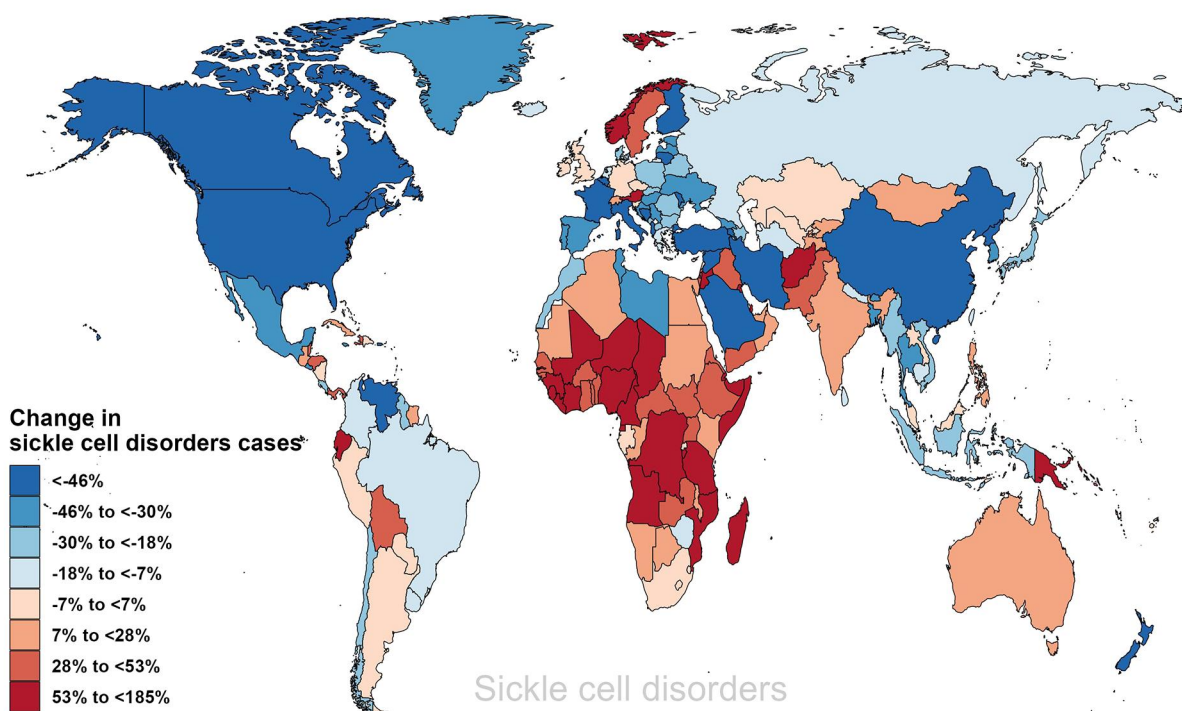 Change in
sickle cell disorders cases
<-46%
-46% to <-30%
-30% to <-18%
-18% to <-7%
-7% to <7%
7% to <28%
28% to <53%
53% to <185%
Sickle cell disorders